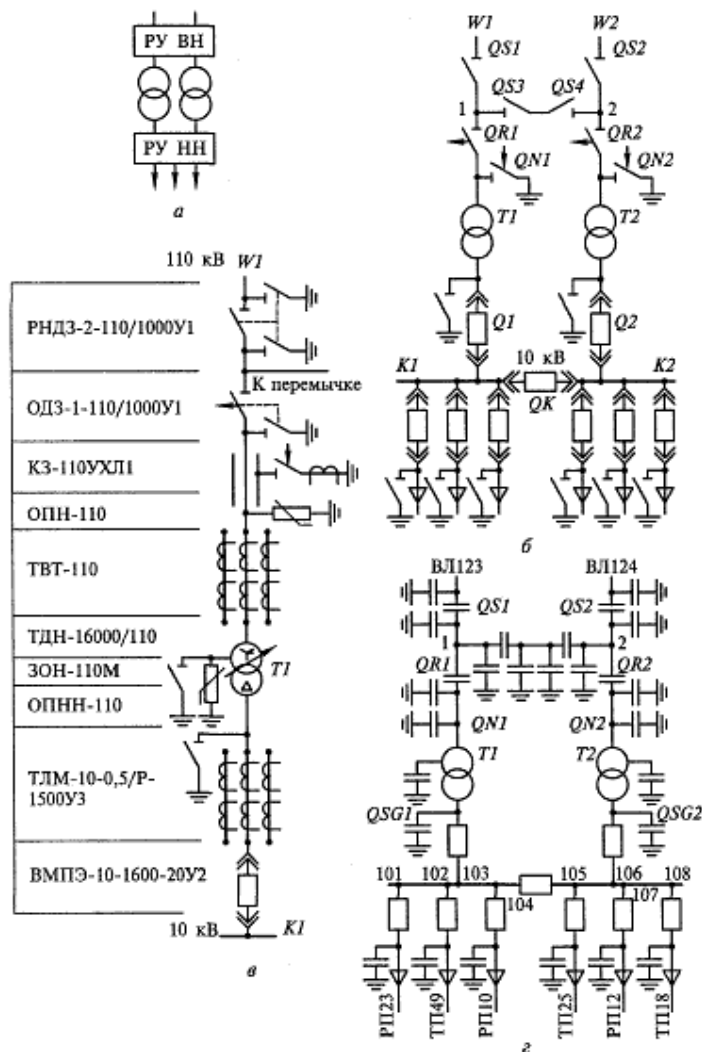 РУ ВН
РУ НН
а
W1
W2
QS1
QS2
QS3
QS4
1
2
QR1
QR2
QN1
QN2
T1
T2
Q1
Q2
K1
10 кВ
K2
QK
б
110 кВ W1
РНДЗ-2-110/1000У1
К перемычке
ОДЗ-1-110/1000У1
КЗ-110УХЛ1
ОПН-110
ТВТ-110
ТДН-16000/110
ЗОН-110М
T1
ОПНН-110
ТЛМ-10-0,5/Р-
1500У3
ВМПЭ-10-1600-20У2
10 кВ
K1
в
ВЛ123
ВЛ124
QS1
QS2
1
2
QR1
QR2
QN1
QN2
T1
T2
QSG1
QSG2
101
102
103
104
105
106
107
108
РП23
ТП49
РП10
ТП25
РП12
ТП18
г